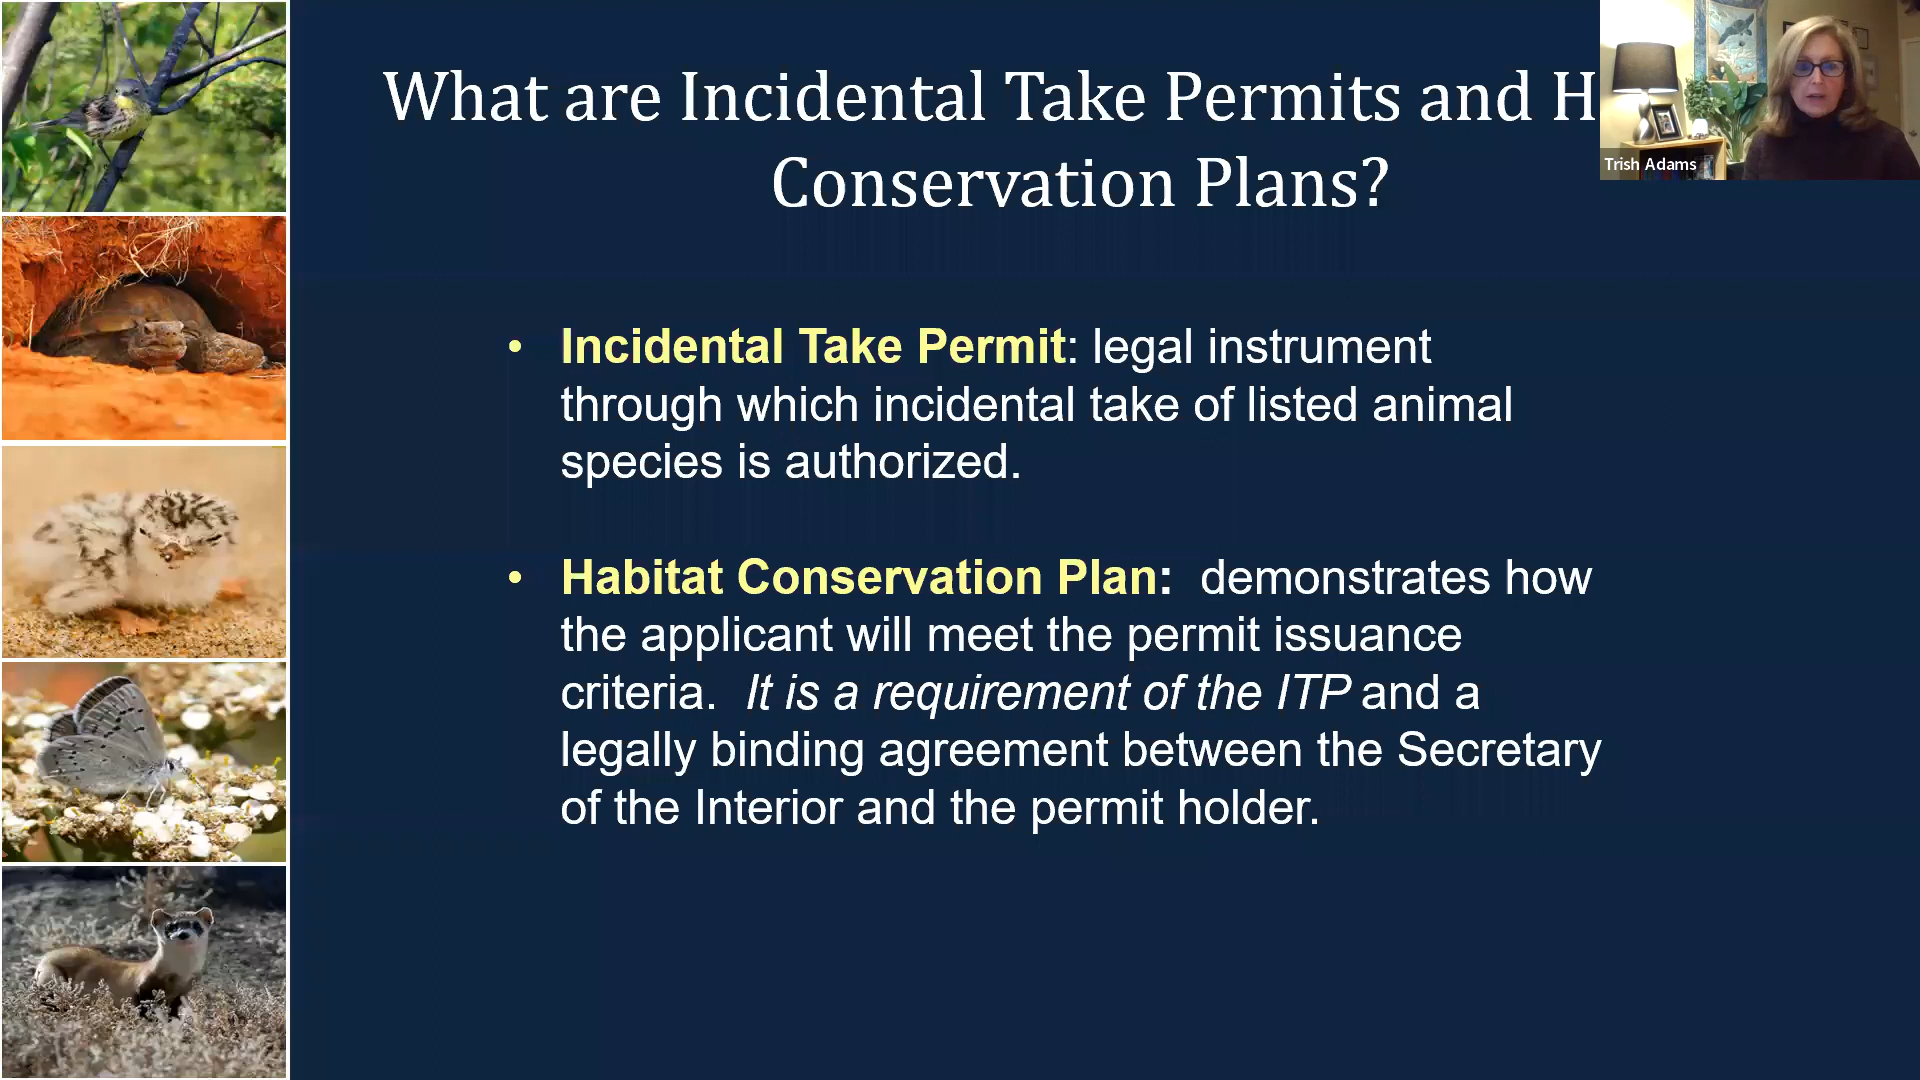 What are Incidental Take Permits and H
Conservation Plans?
Trish Adams
• Incidental Take Permit: legal instrument
through which incidental take of listed animal
species is authorized.
• Habitat Conservation Plan: demonstrates how
the applicant will meet the permit issuance
criteria. It is a requirement of the ITP and a
legally binding agreement between the Secretary
of the Interior and the permit holder.